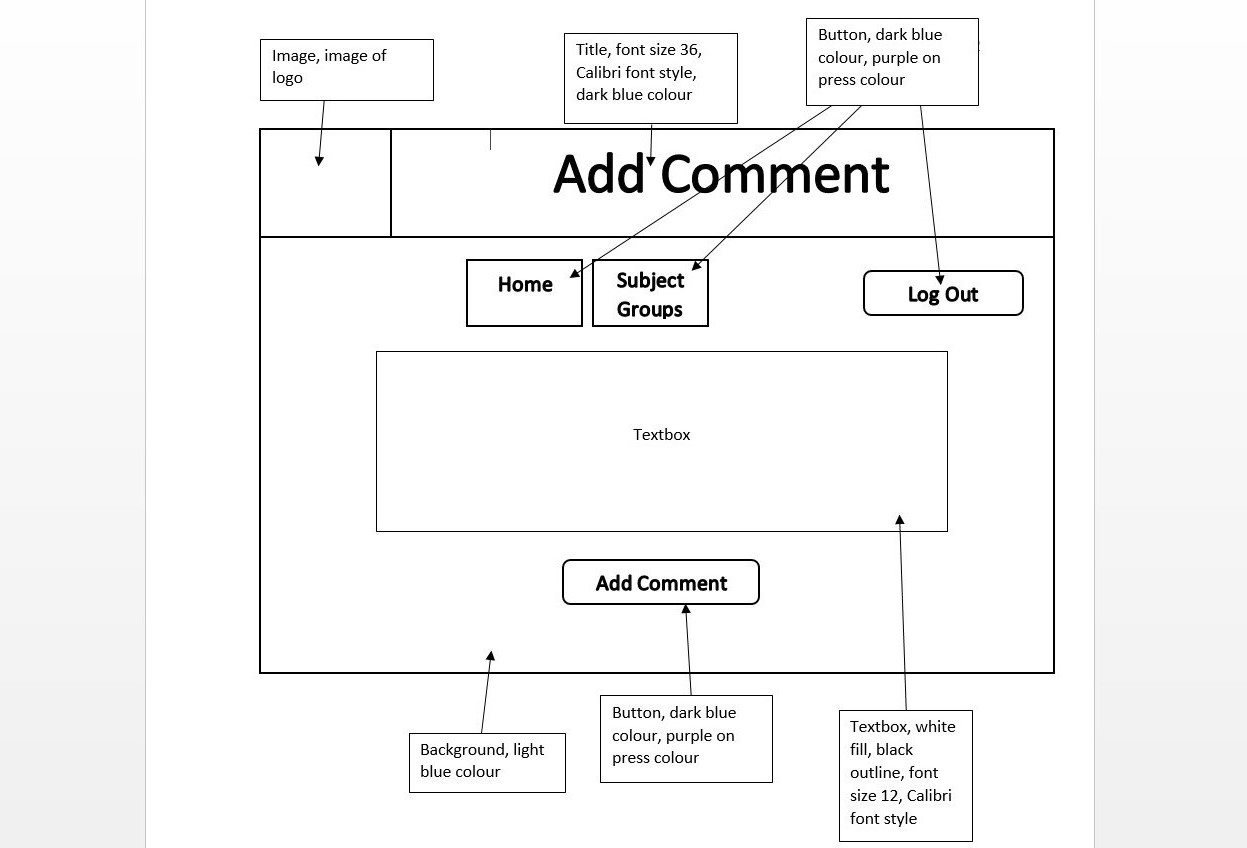 Image, image of
logo
Title, font size 36,
Calibri font style,
dark blue colour
Button, dark blue
colour, purple on
press colour
Add Comment
Home
Subject
Groups
Log Out
Textbox
Add Comment
Background, light
blue colour
Button, dark blue
colour, purple on
press colour
Textbox, white
fill, black
outline, font
size 12, Calibri
font style